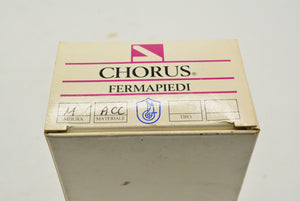 CHORUS®
FERMAPIEDI
M ACC
MISURA MATERIALE TIPO